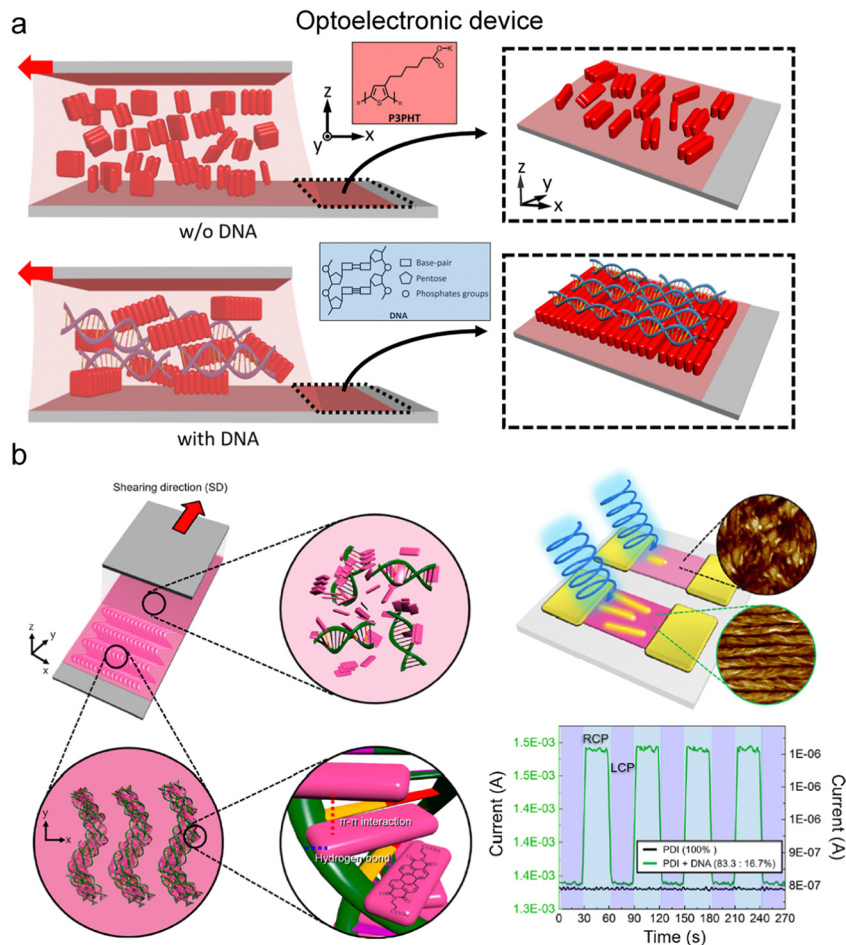 Optoelectronic device
a
O-K
O
S
n
n
P3PHT
z
y
x
z
y
x
w/o DNA
Base-pair
Pentose
Phosphates groups
DNA
with DNA
b
Shearing direction (SD)
z
y
x
y
x
π-π interaction
Hydrogen bond
RCP
LCP
PDI (100% )
PDI + DNA (83.3 : 16.7%)
Current (A)
1.5E-03
1.5E-03
1.4E-03
1.4E-03
1.4E-03
1.3E-03
1E-06
1E-06
1E-06
9E-07
8E-07
Current (A)
0 30 60 90 120 150 180 210 240 270
Time (s)